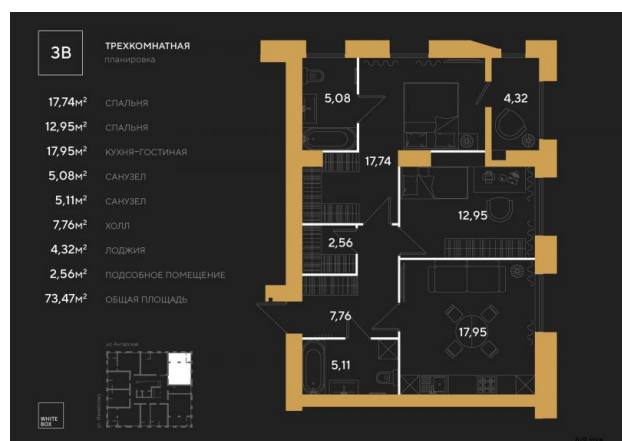 3В
ТРЕХКОМНАТНАЯ
планировка
17,74м² СПАЛЬНЯ
12,95м² СПАЛЬНЯ
17,95м² КУХНЯ-ГОСТИНАЯ
5,08м² САНУЗЕЛ
5,11м² САНУЗЕЛ
7,76м² ХОЛЛ
4,32м² ЛОДЖИЯ
2,56м² ПОДСОБНОЕ ПОМЕЩЕНИЕ
73,47м² ОБЩАЯ ПЛОЩАДЬ
5,08
4,32
17,74
12,95
2,56
7,76
17,95
5,11
ул. Ангарская
WHITE
BOX